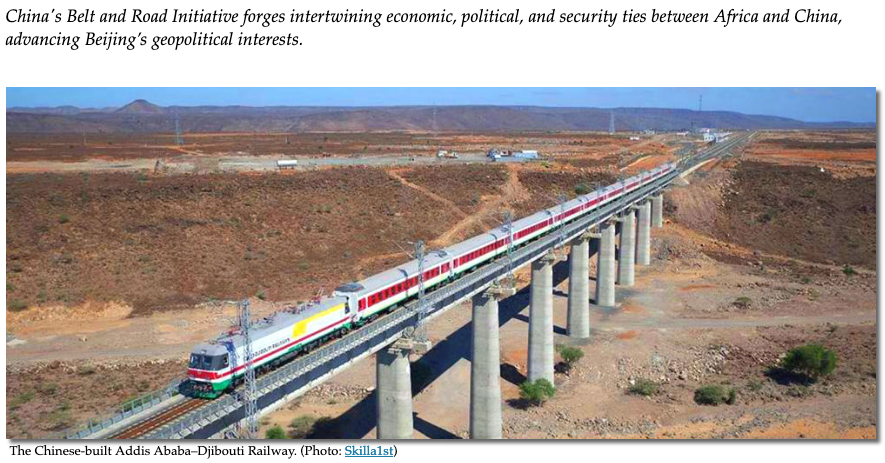 China's Belt and Road Initiative forges intertwining economic, political, and security ties between Africa and China,
advancing Beijing's geopolitical interests.
The Chinese-built Addis Ababa–Djibouti Railway. (Photo: Skilla1st)